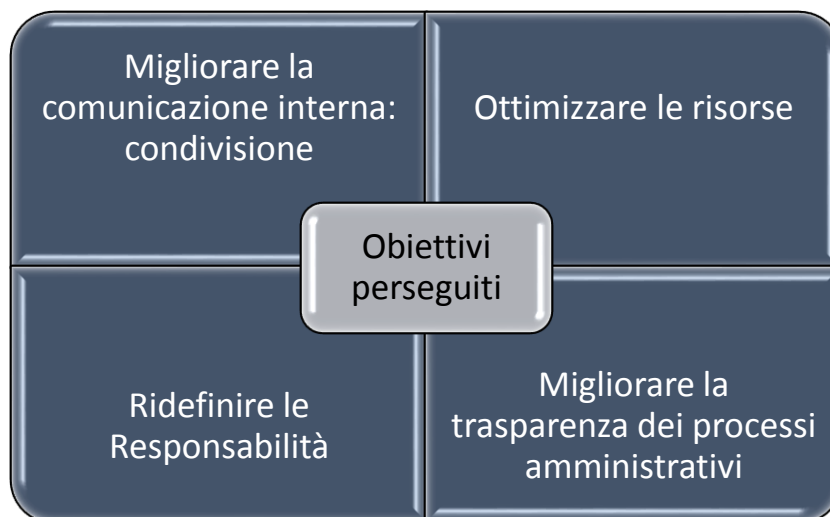 Migliorare la
comunicazione interna:
condivisione
Ottimizzare le risorse
Obiettivi
perseguiti
Ridefinire le
Responsabilità
Migliorare la
trasparenza dei processi
amministrativi